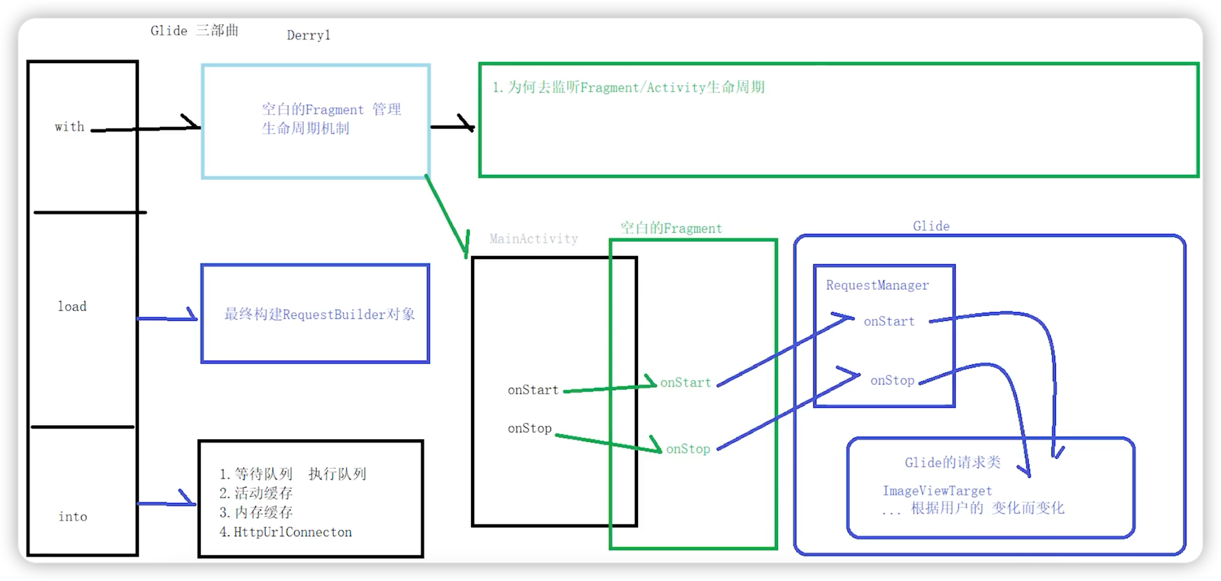 Glide 三部曲
Derry1
with
空白的Fragment 管理
生命周期机制
1.为何去监听Fragment/Activity生命周期
load
最终构建RequestBuilder对象
into
1.等待队列 执行队列
2.活动缓存
3.内存缓存
4.HttpUrlConnecton
MainActivity
onStart
onStop
空白的Fragment
onStart
onStop
Glide
RequestManager
onStart
onStop
Glide的请求类
ImageViewTarget
... 根据用户的 变化而变化